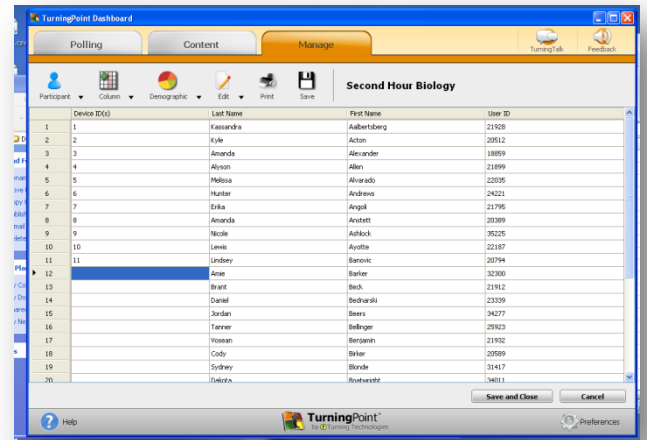 TurningPoint Dashboard
Polling Content Manage
TurningTalk Feedback
Participant Column Demographic Edit Print Save Second Hour Biology
Device ID(s) Last Name First Name User ID
1 1 Kassandra Aalbertsberg 21928
2 2 Kyle Acton 20512
3 3 Amanda Alexander 18859
4 4 Alyson Allen 21899
5 5 Melissa Alvarado 22035
6 6 Hunter Andrews 24221
7 7 Erika Angoli 21795
8 8 Amanda Anstett 20389
9 9 Nicole Ashlock 35225
10 10 Lewis Ayotte 22187
11 11 Lindsey Banovic 20794
12 Amie Barker 32300
13 Brant Beck 21912
14 Daniel Bednarski 23339
15 Jordan Beers 34277
16 Tanner Bellinger 25923
17 Vosean Benjamin 21932
18 Cody Birker 20589
19 Sydney Blonde 31417
20 Dakota Boatwright 34011
Save and Close Cancel
Help TurningPoint Preferences
by Turning Technologies